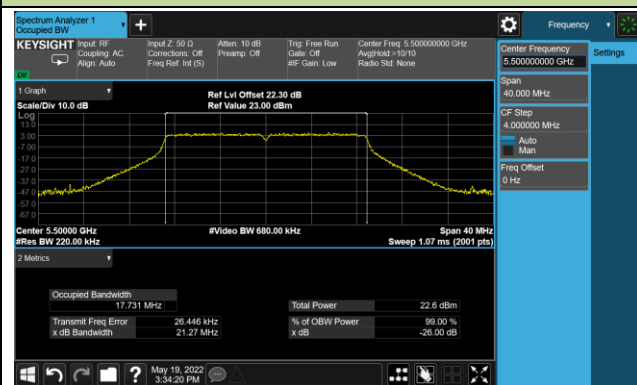 Spectrum Analyzer 1
Occupied BW
+
Frequency
KEYSIGHT
Input: RF
Coupling: AC
Align: Auto
Input Z: 50 Ω
Corrections: Off
Freq Ref: Int (S)
Atten: 10 dB
Preamp: Off
Trig: Free Run
Gate: Off
#IF Gain: Low
Center Freq: 5.500000000 GHz
Avg|Hold:>10/10
Radio Std: None
Center Frequency
5.500000000 GHz
Settings
Span
40.000 MHz
CF Step
4.000000 MHz
Auto
Man
Freq Offset
0 Hz
1 Graph
Scale/Div 10.0 dB
Ref Lvl Offset 22.30 dB
Ref Value 23.00 dBm
Log
13.0
3.00
-7.00
-17.0
-27.0
-37.0
-47.0
-57.0
-67.0
Center 5.50000 GHz
#Res BW 220.00 kHz
#Video BW 680.00 kHz
Span 40 MHz
Sweep 1.07 ms (2001 pts)
2 Metrics
Occupied Bandwidth
17.731 MHz
Transmit Freq Error 26.446 kHz
x dB Bandwidth 21.27 MHz
Total Power 22.6 dBm
% of OBW Power 99.00 %
x dB -26.00 dB
?
May 19, 2022
3:34:20 PM